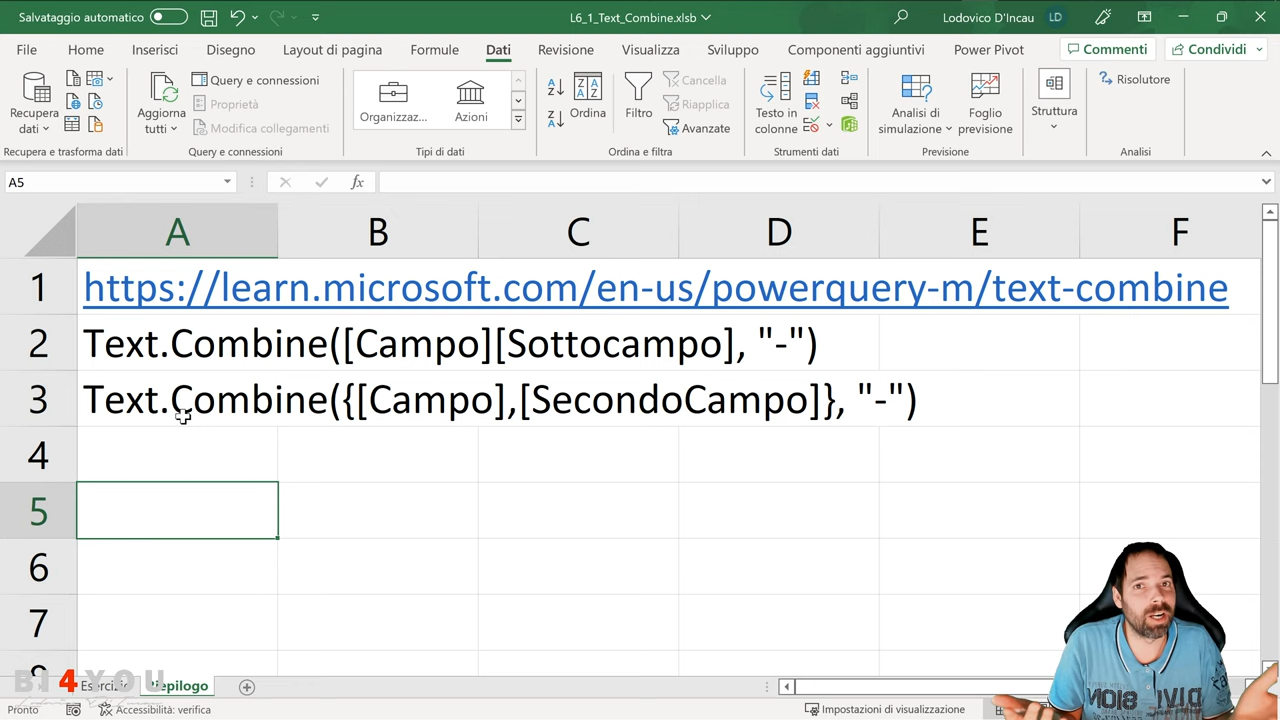 Salvataggio automatico
L6_1_Text_Combine.xlsb
Lodovico D'Incau
LD
File
Home
Inserisci
Disegno
Layout di pagina
Formule
Dati
Revisione
Visualizza
Sviluppo
Componenti aggiuntivi
Power Pivot
Commenti
Condividi
Recupera dati
Aggiorna tutti
Query e connessioni
Proprietà
Modifica collegamenti
Organizzaz...
Azioni
Ordina
Filtro
Cancella
Riapplica
Avanzate
Testo in colonne
Analisi di simulazione
Foglio previsione
Struttura
Risolutore
Recupera e trasforma dati
Query e connessioni
Tipi di dati
Ordina e filtra
Strumenti dati
Previsione
Analisi
A5
fx
A B C D E F
1 https://learn.microsoft.com/en-us/powerquery-m/text-combine
2 Text.Combine([Campo][Sottocampo], "-")
3 Text.Combine({[Campo],[SecondoCampo]}, "-")
4
5
6
7
BI4YOU
Riepilogo
Pronto
Accessibilità: verifica
Impostazioni di visualizzazione